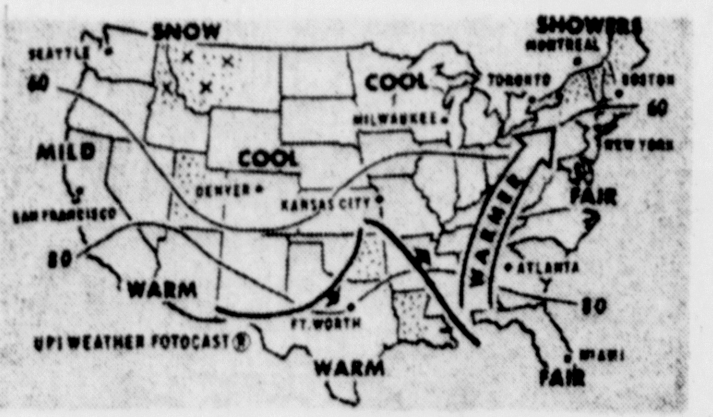 SHOWERS
SNOW
MONTREAL
SEATTLE
COOL
TORONTO
BOSTON
60
60
MILWAUKEE
MILD
COOL
NEW YORK
DENVER
KANSAS CITY
WARMER
FAIR
SAN FRANCISCO
80
ATLANTA
WARM
80
FT. WORTH
UPI WEATHER FOTOCAST ®
MIAMI
WARM
FAIR